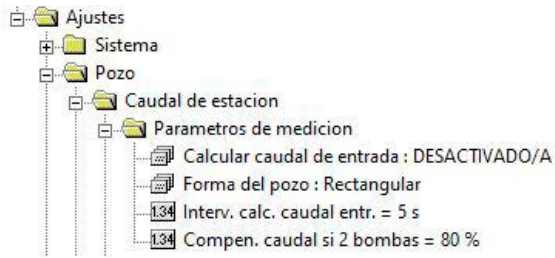 Ajustes
Sistema
Pozo
Caudal de estacion
Parametros de medicion
Calcular caudal de entrada : DESACTIVADO/A
Forma del pozo : Rectangular
1.34 Interv. calc. caudal entr. = 5 s
1.34 Compen. caudal si 2 bombas = 80 %